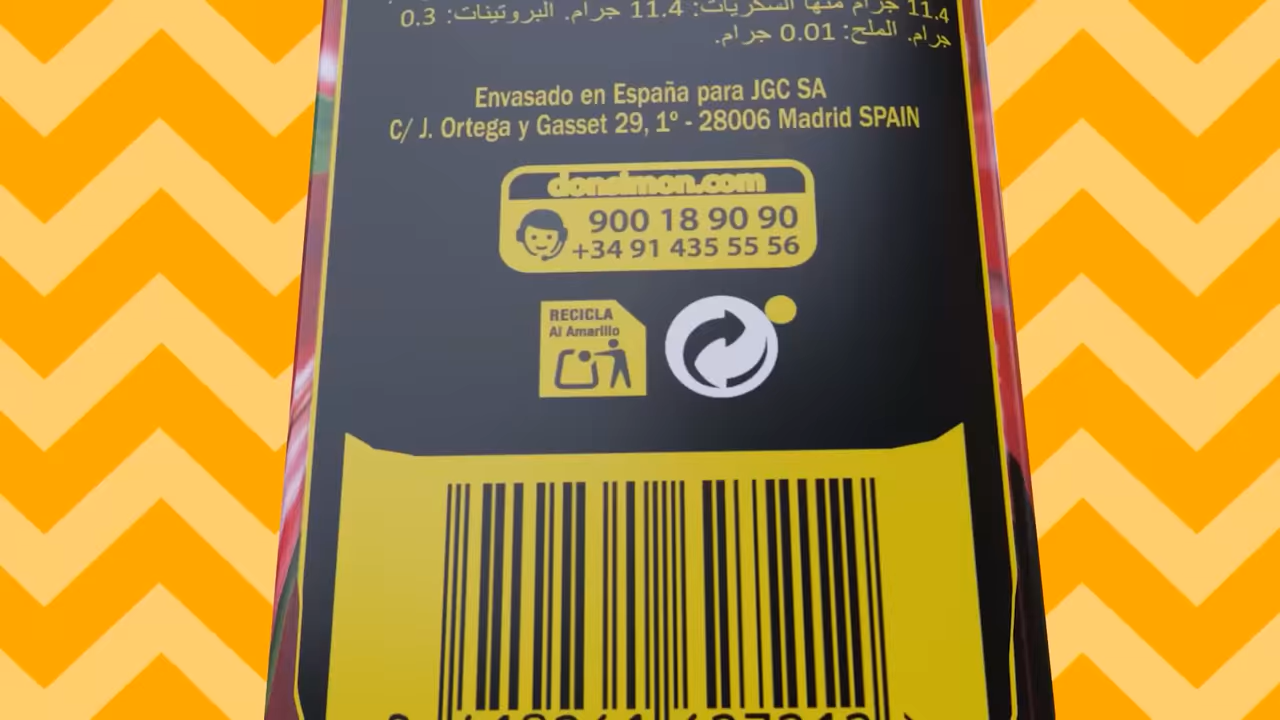 11.4 جرام منها السكريات: 11.4 جرام. البروتينات: 0.3
جرام. الملح: 0.01 جرام.
Envasado en España para JGC SA
C/ J. Ortega y Gasset 29, 1º - 28006 Madrid SPAIN
donsimon.com
900 18 90 90
+34 91 435 55 56
RECICLA
Al Amarillo